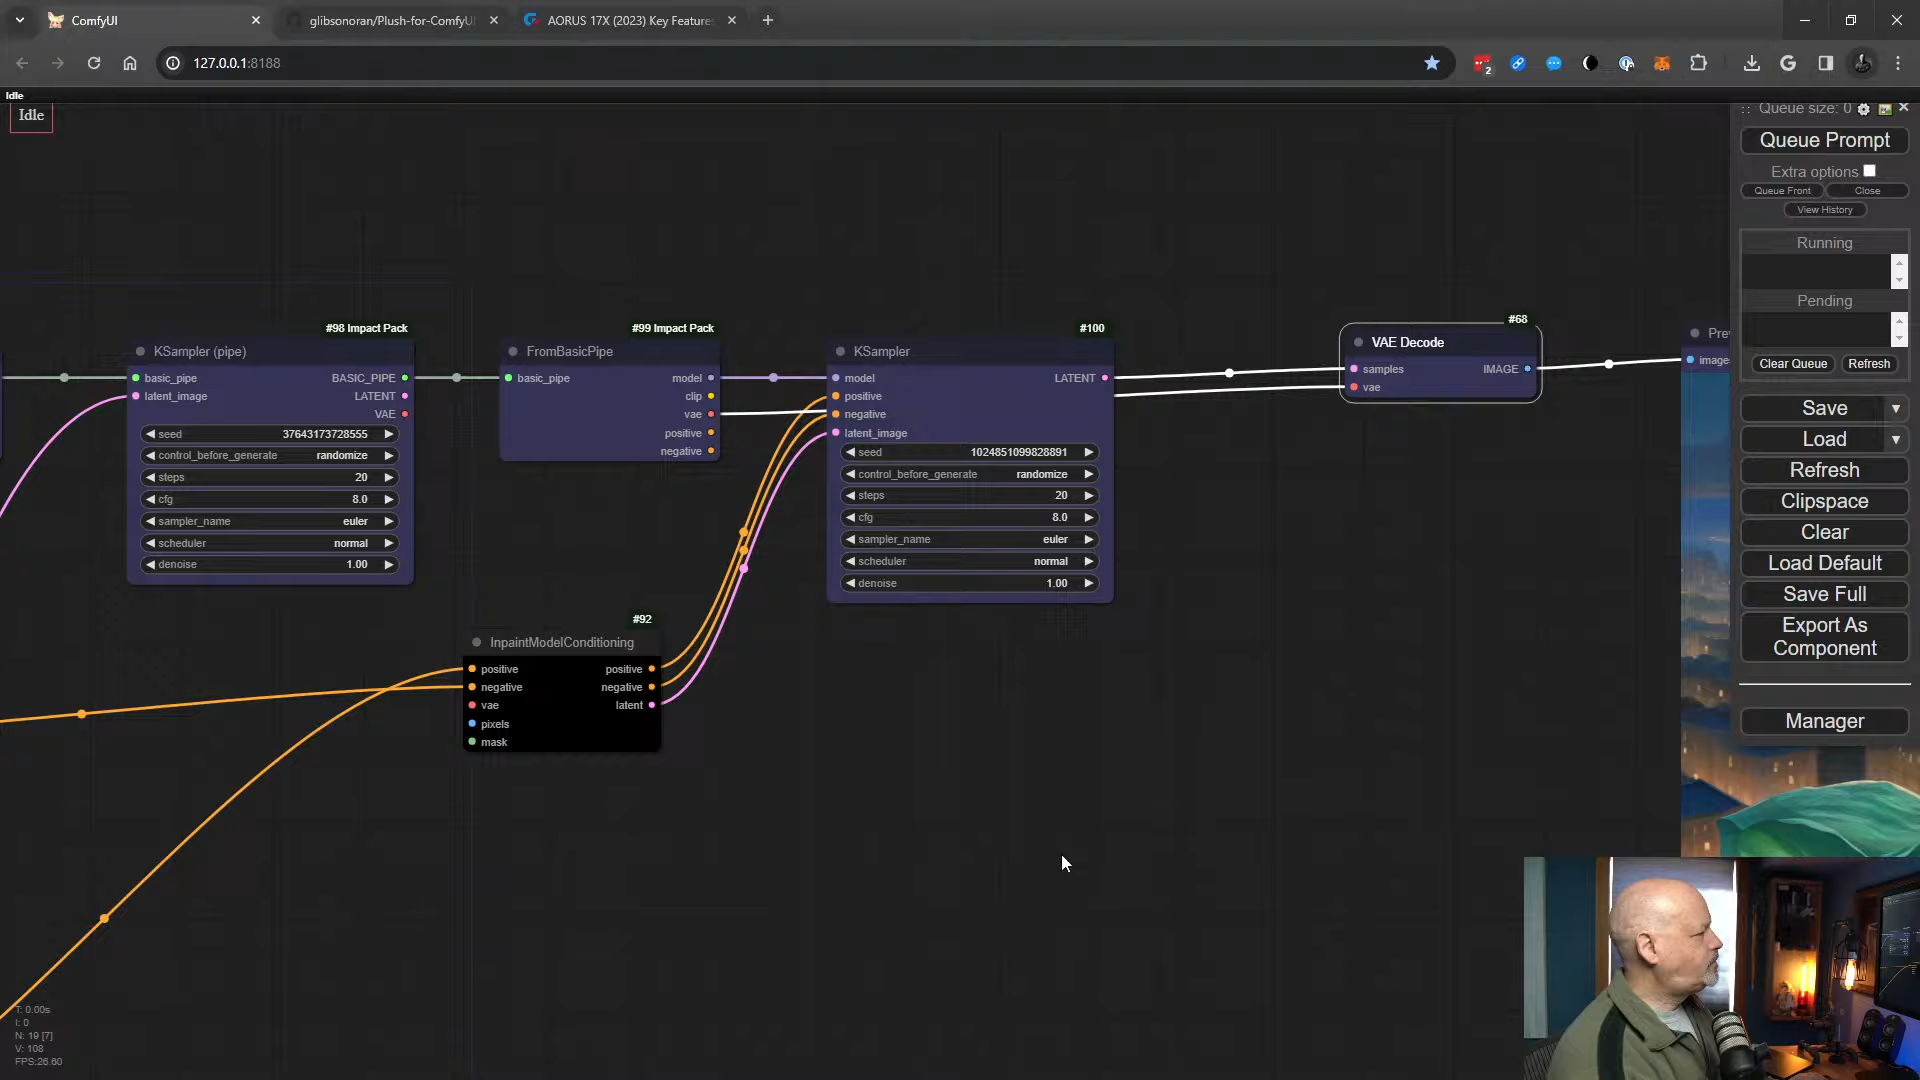 ComfyUI
glibsonoran/Plush-for-ComfyUI
AORUS 17X (2023) Key Features
127.0.0.1:8188
2
Idle
Idle
Queue size: 0
Queue Prompt
Extra options
Queue Front
Close
View History
Running
Pending
Clear Queue
Refresh
Save
Load
Refresh
Clipspace
Clear
Load Default
Save Full
Export As
Component
Manager
#98 Impact Pack
KSampler (pipe)
basic_pipe
BASIC_PIPE
latent_image
LATENT
VAE
seed
37643173728555
control_before_generate
randomize
steps
20
cfg
8.0
sampler_name
euler
scheduler
normal
denoise
1.00
#99 Impact Pack
FromBasicPipe
basic_pipe
model
clip
vae
positive
negative
#100
KSampler
model
LATENT
positive
negative
latent_image
seed
1024851099828891
control_before_generate
randomize
steps
20
cfg
8.0
sampler_name
euler
scheduler
normal
denoise
1.00
#68
VAE Decode
samples
IMAGE
vae
Prev
images
#92
InpaintModelConditioning
positive
positive
negative
negative
vae
latent
pixels
mask
T: 0.00s
I: 0
N: 19 [7]
V: 108
FPS:26.60